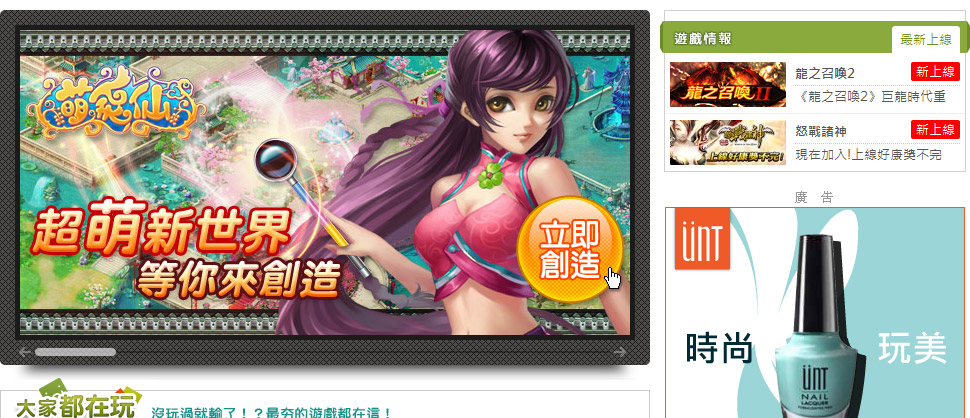 萌飛仙
超萌新世界
等你來創造
立即
創造
大家都在玩
沒玩過就輸了！？最夯的遊戲都在這！
遊戲情報
最新上線
龍之召喚II
龍之召喚2
新上線
《龍之召喚2》巨龍時代重
上線好康獎不完!
怒戰諸神
新上線
現在加入!上線好康獎不完
廣 告
ÜNT
時尚
玩美
ÜNT
NAIL
LACQUER